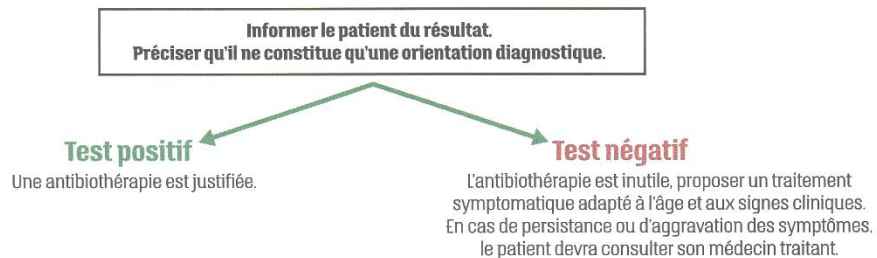 Informer le patient du résultat.
Préciser qu'il ne constitue qu'une orientation diagnostique.
Test positif
Une antibiothérapie est justifiée.
Test négatif
L'antibiothérapie est inutile, proposer un traitement
symptomatique adapté à l'âge et aux signes cliniques.
En cas de persistance ou d'aggravation des symptômes,
le patient devra consulter son médecin traitant.